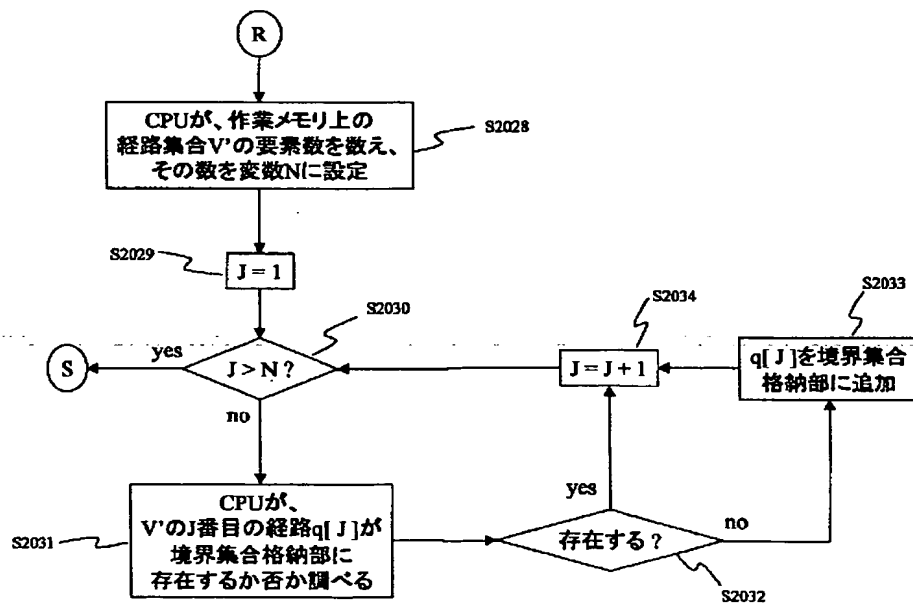 R
CPUが、作業メモリ上の
経路集合V'の要素数を数え、
その数を変数Nに設定
S2028
S2029
J = 1
S2030
S2034
S2033
yes
S
J > N ?
J = J + 1
q[ J ]を境界集合
格納部に追加
no
yes
CPUが、
V'のJ番目の経路q[ J ]が
境界集合格納部に
存在するか否か調べる
S2031
存在する?
no
S2032